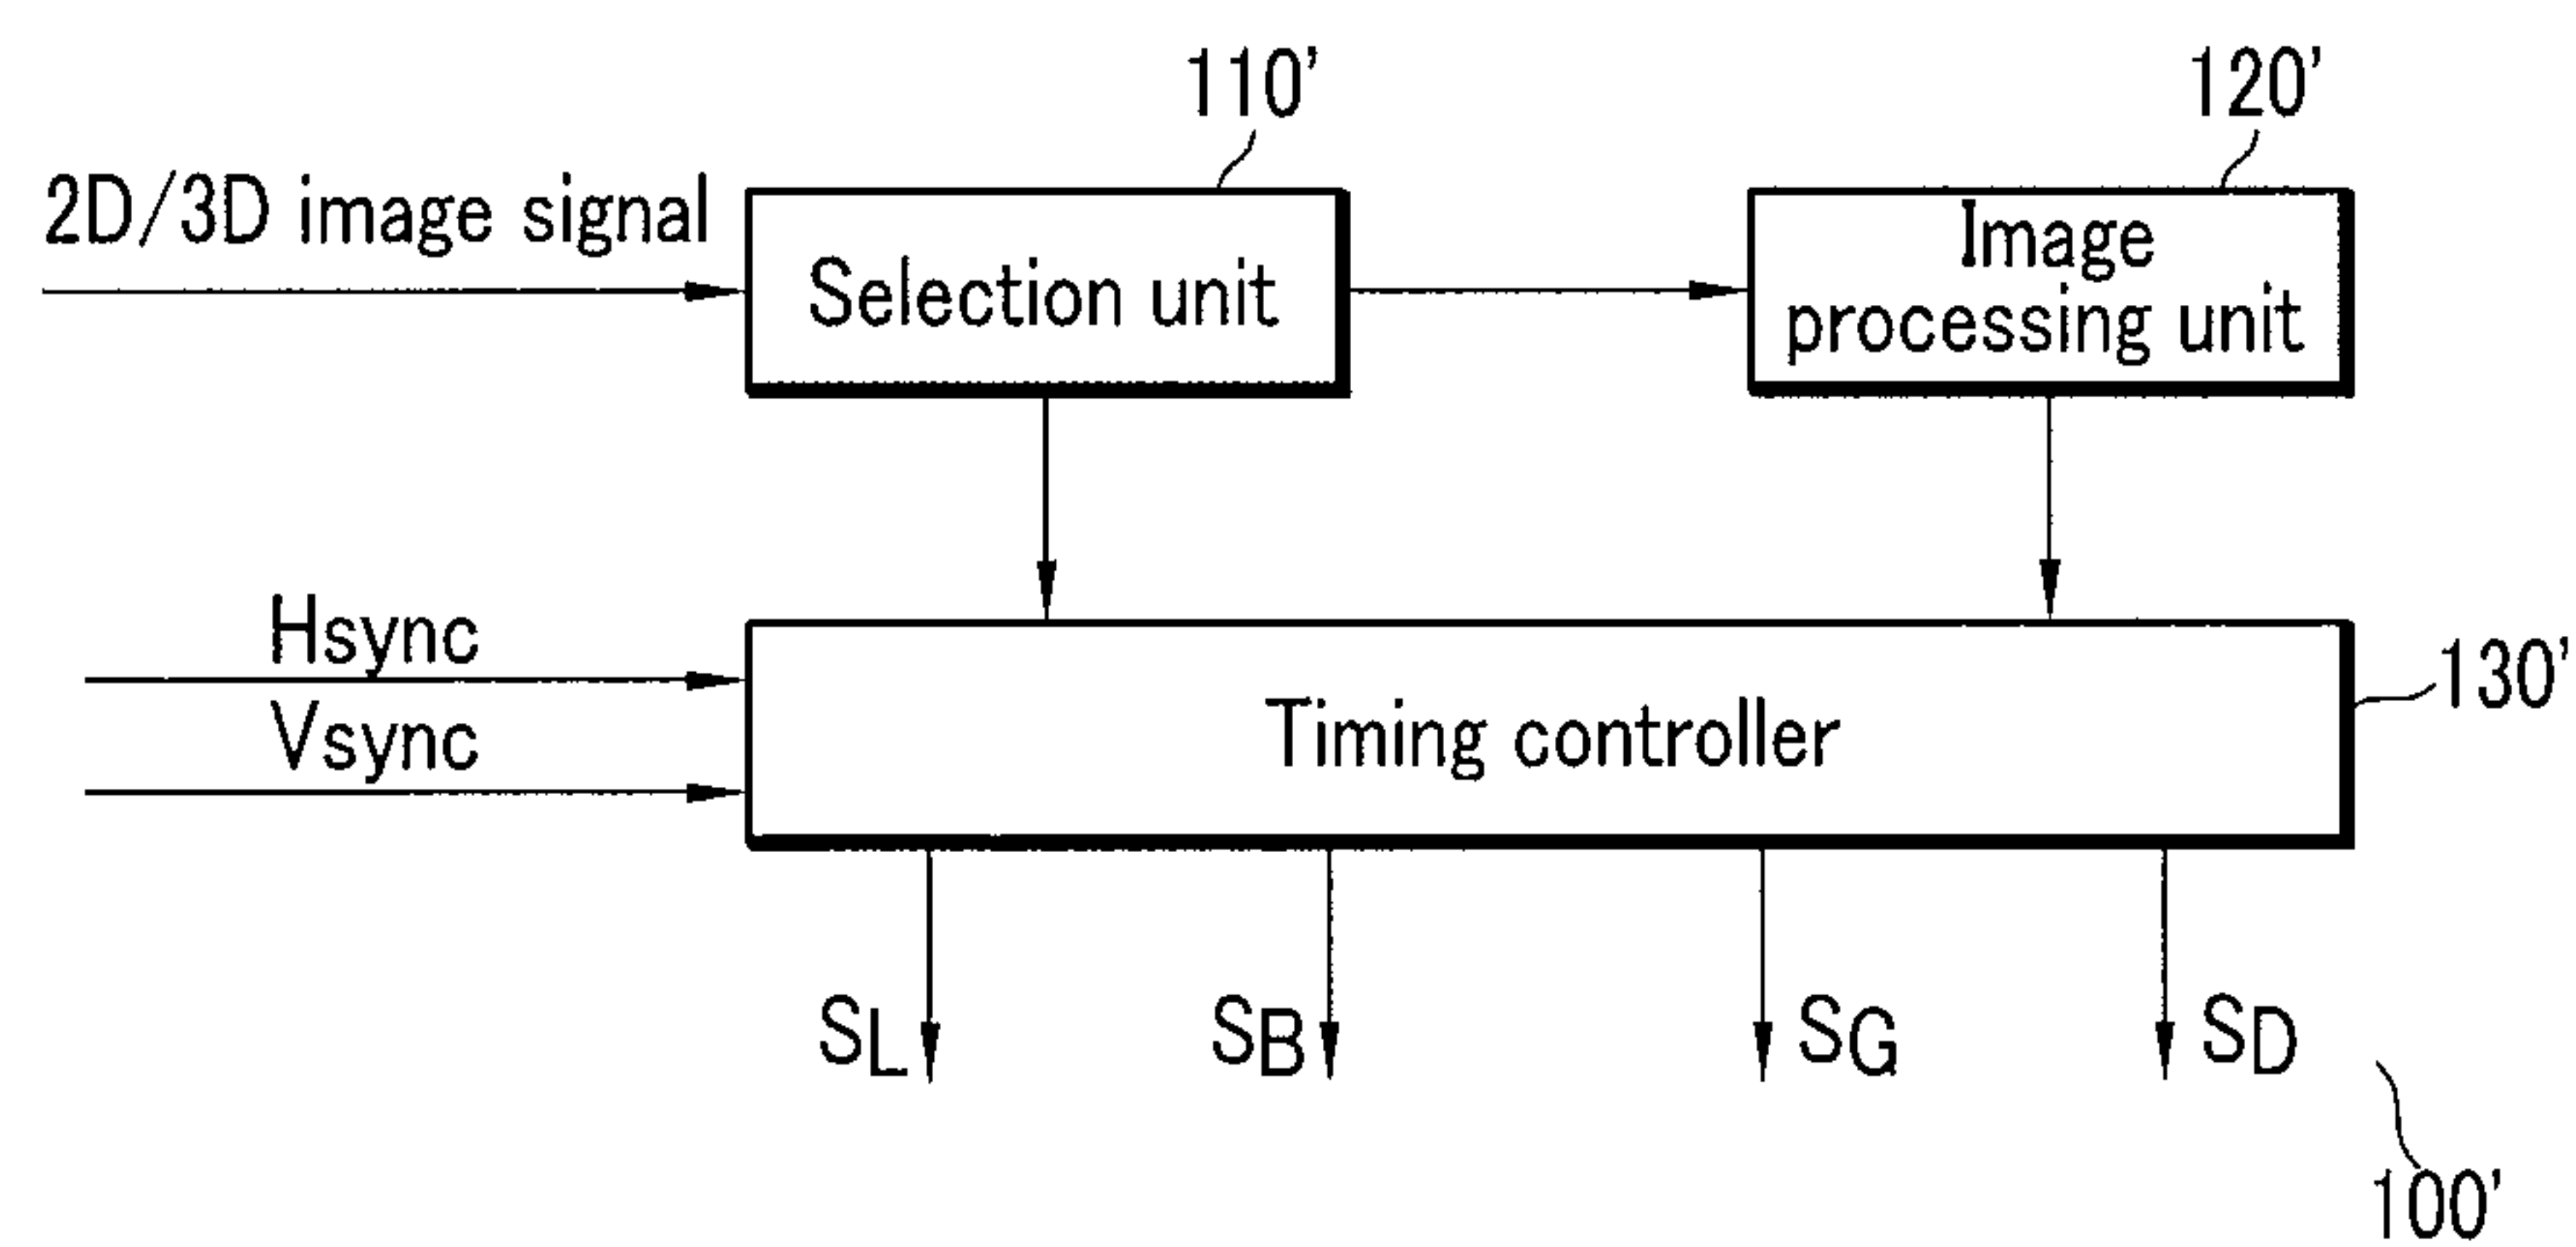 110'
120'
2D/3D image signal
Selection unit
Image
processing unit
Hsync
Vsync
Timing controller
130'
SL
SB
SG
SD
100'